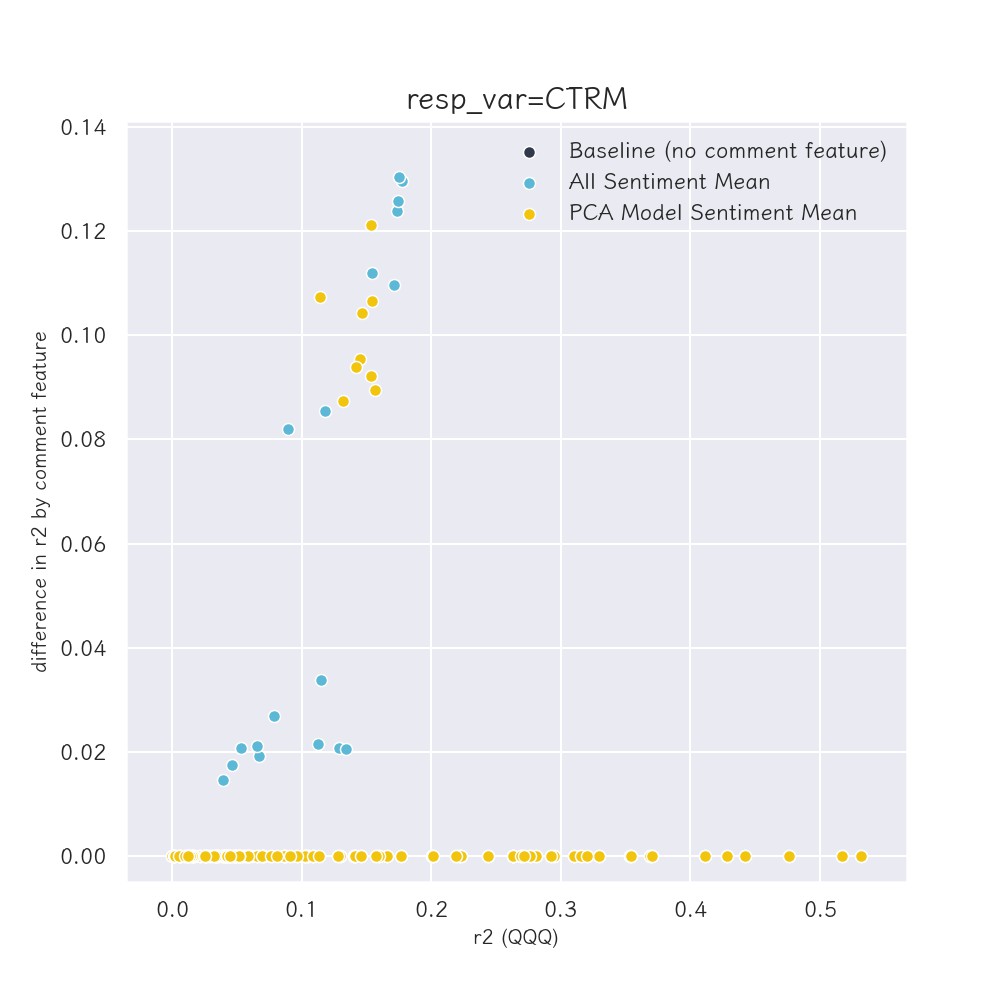 resp_var=CTRM
Baseline (no comment feature)
All Sentiment Mean
PCA Model Sentiment Mean
difference in r2 by comment feature
0.14
0.12
0.10
0.08
0.06
0.04
0.02
0.00
0.0 0.1 0.2 0.3 0.4 0.5
r2 (QQQ)